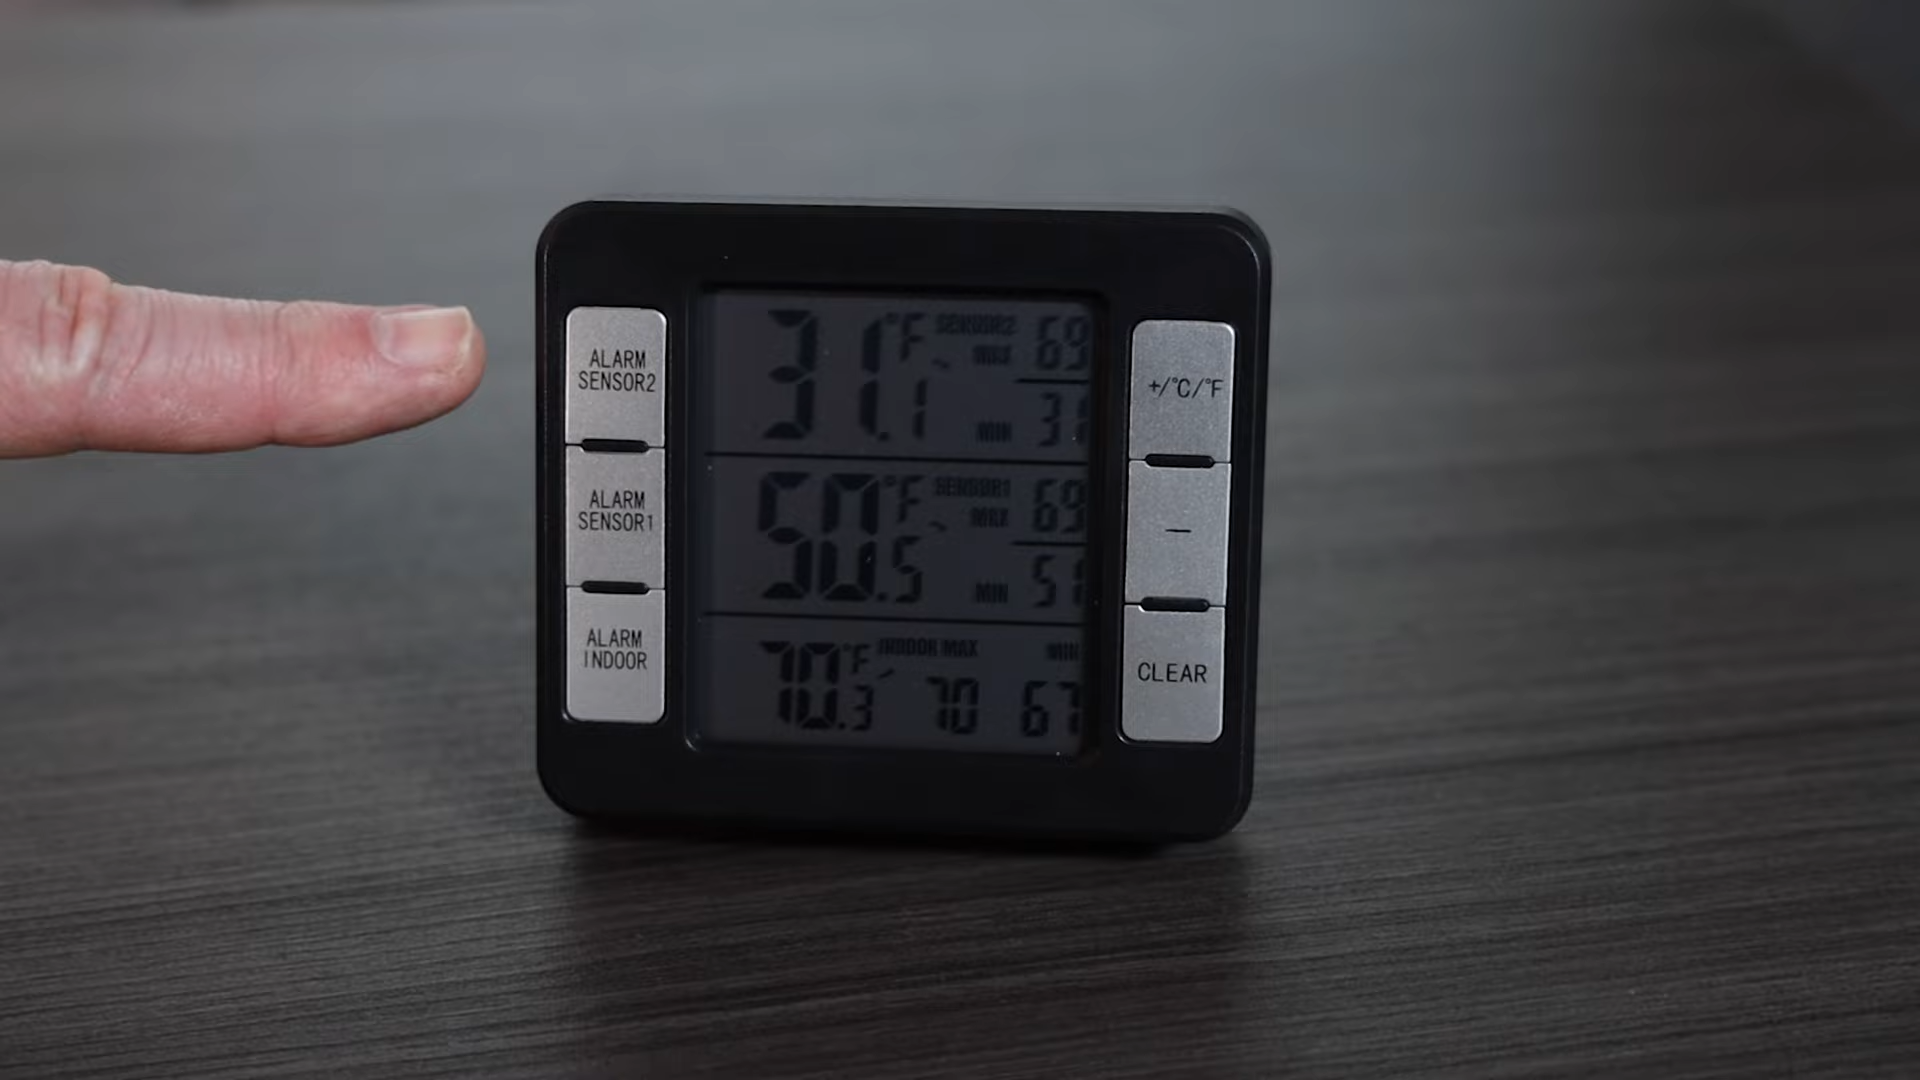 ALARM
SENSOR2
ALARM
SENSOR1
ALARM
INDOOR
31.1 °F SENSOR2
MAX 69
MIN
50.5 °F SENSOR1
MAX 69
MIN
70.3 °F INDOOR MAX MIN
70 67
+/°C/°F
—
CLEAR